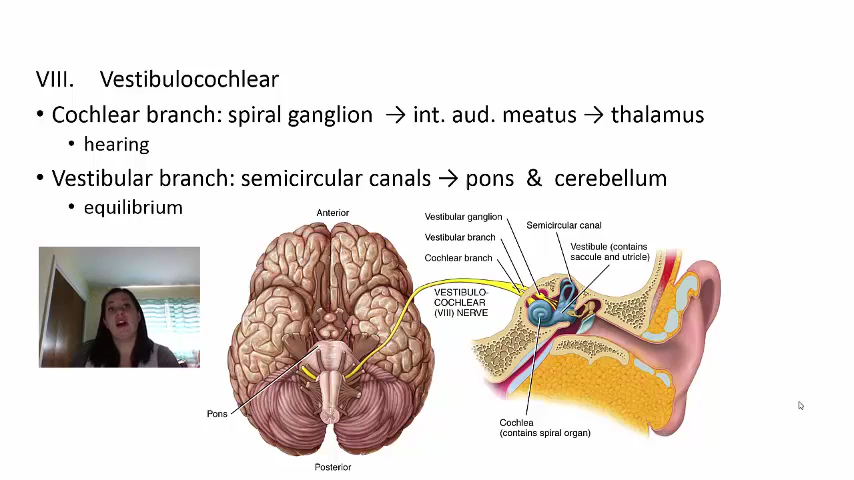 VIII. Vestibulocochlear
• Cochlear branch: spiral ganglion → int. aud. meatus → thalamus
• hearing
• Vestibular branch: semicircular canals → pons & cerebellum
• equilibrium
Anterior
Vestibular ganglion
Vestibular branch
Cochlear branch
Semicircular canal
Vestibule (contains
saccule and utricle)
VESTIBULO-
COCHLEAR
(VIII) NERVE
Pons
Cochlea
(contains spiral organ)
Posterior